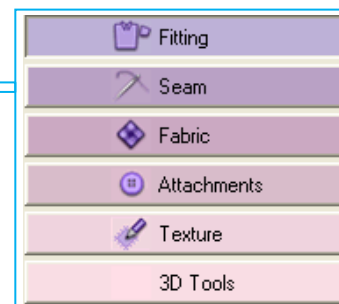 Fitting
Seam
Fabric
Attachments
Texture
3D Tools